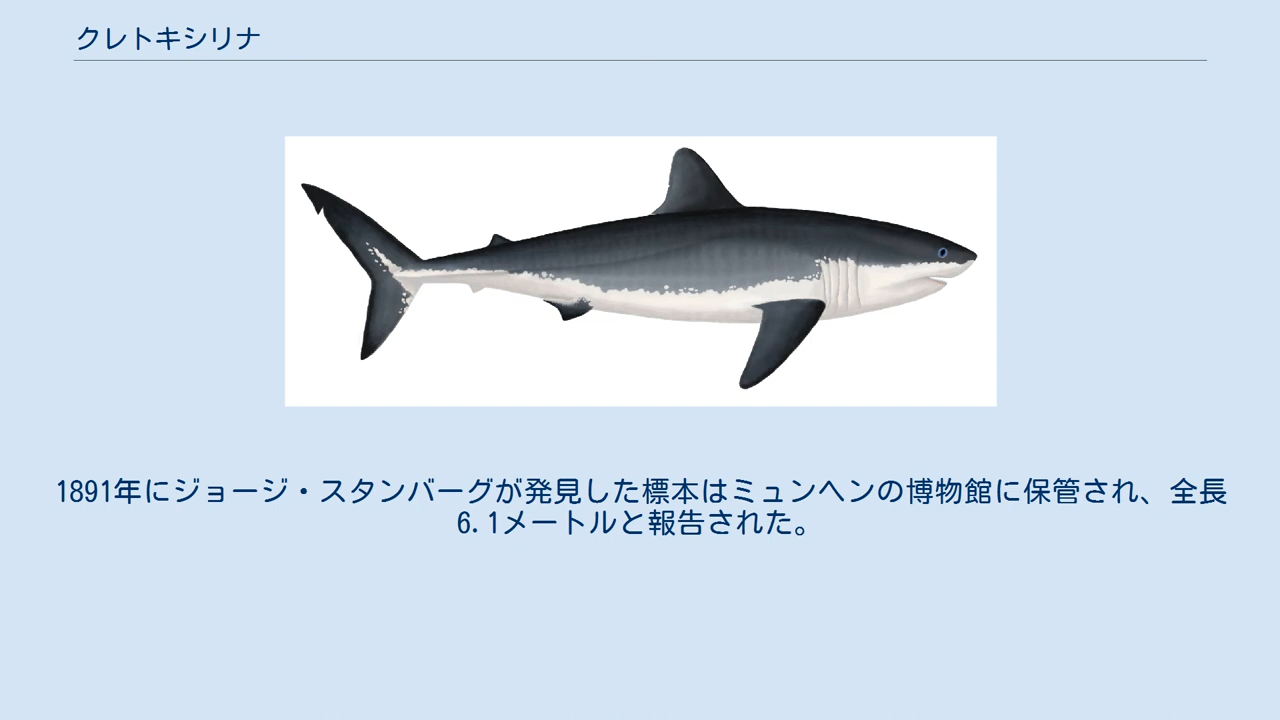 クレトキシリナ
1891年にジョージ・スタンバーグが発見した標本はミュンヘンの博物館に保管され、全長
6.1メートルと報告された。